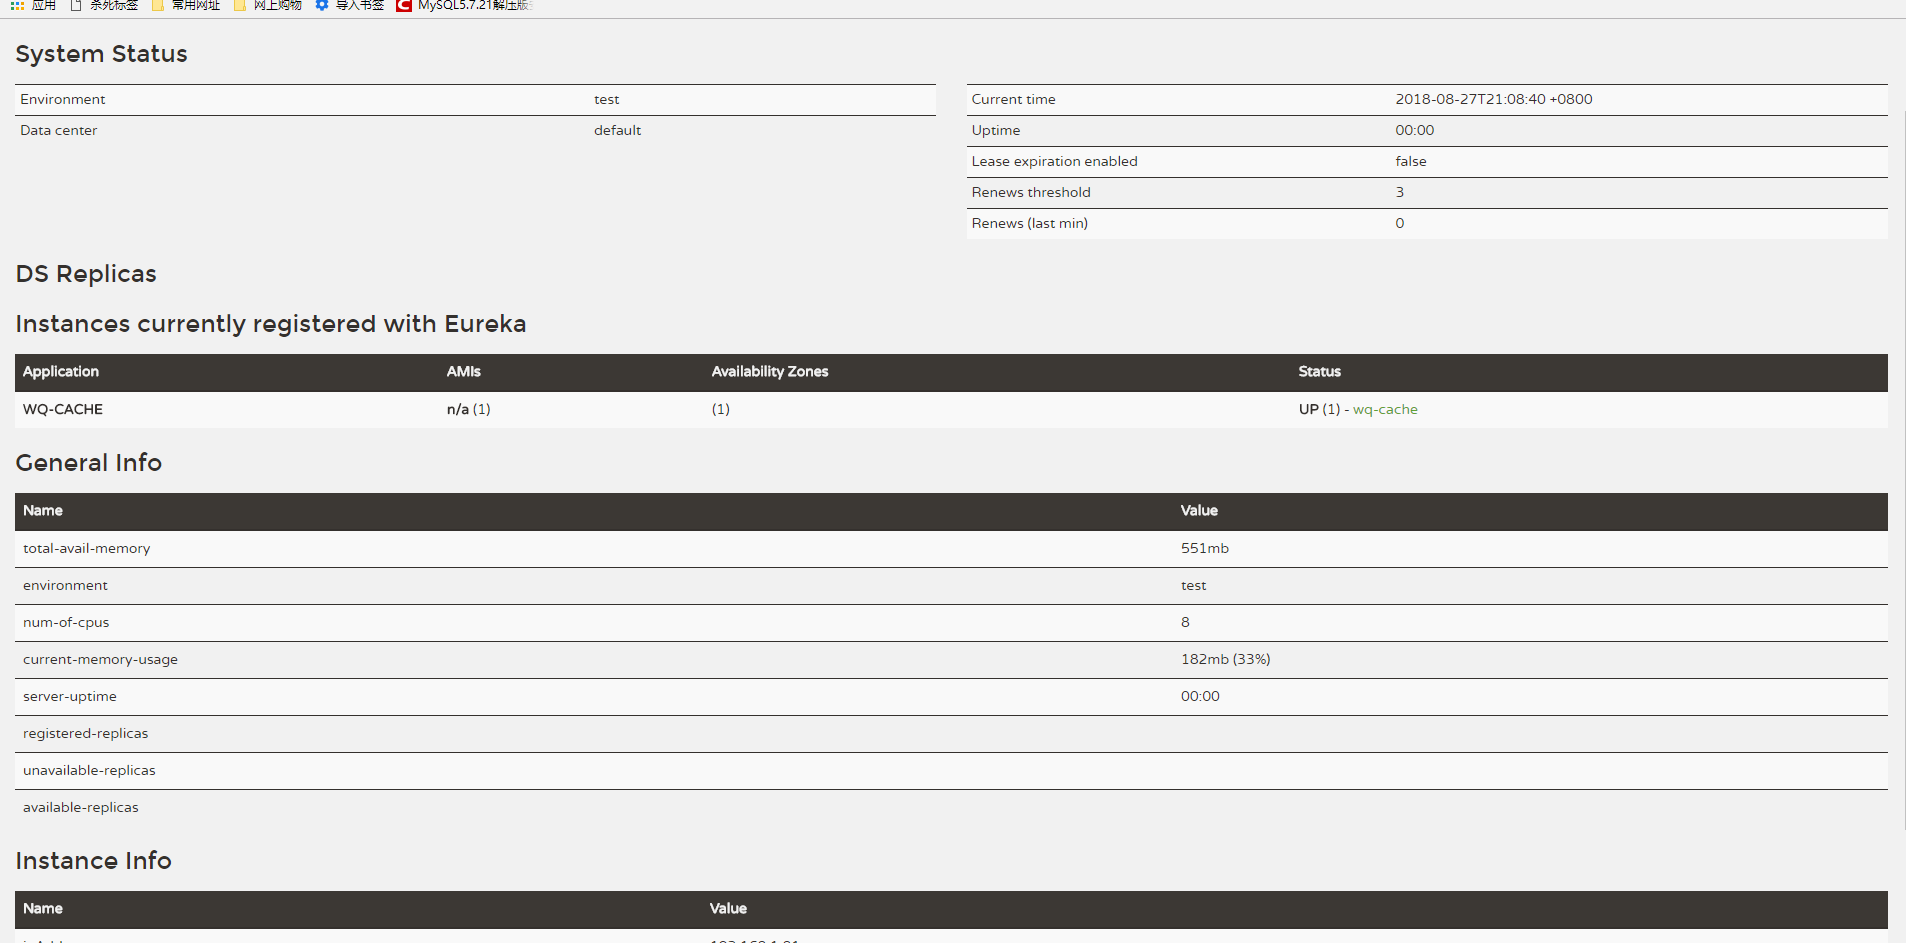 应用 杀死标签 常用网址 网上购物 导入书签 MySQL5.7.21解压版
System Status
Environment test
Data center default
Current time 2018-08-27T21:08:40 +0800
Uptime 00:00
Lease expiration enabled false
Renews threshold 3
Renews (last min) 0
DS Replicas
Instances currently registered with Eureka
Application AMIs Availability Zones Status
WQ-CACHE n/a (1) (1) UP (1) - wq-cache
General Info
Name Value
total-avail-memory 551mb
environment test
num-of-cpus 8
current-memory-usage 182mb (33%)
server-uptime 00:00
registered-replicas
unavailable-replicas
available-replicas
Instance Info
Name Value